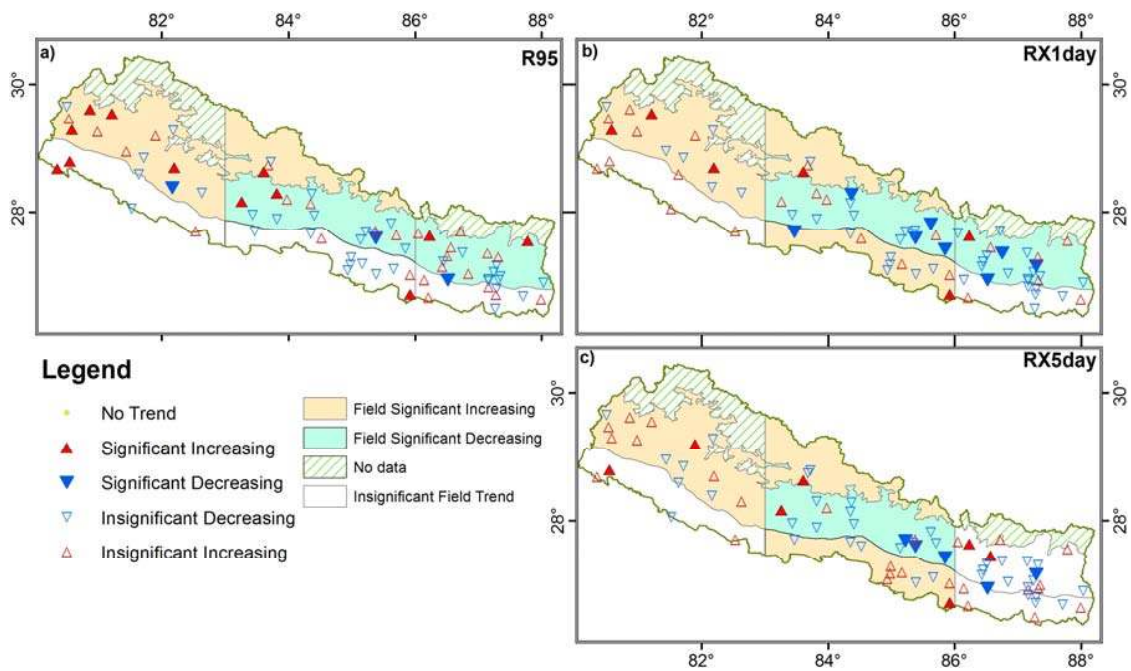 82° 84° 86° 88° 82° 84° 86° 88°
a) R95
b) RX1day
30° 30°
28° 28°
c) RX5day
Legend
No Trend
Significant Increasing
Significant Decreasing
Insignificant Decreasing
Insignificant Increasing
Field Significant Increasing
Field Significant Decreasing
No data
Insignificant Field Trend
30° 30°
28° 28°
82° 84° 86° 88°